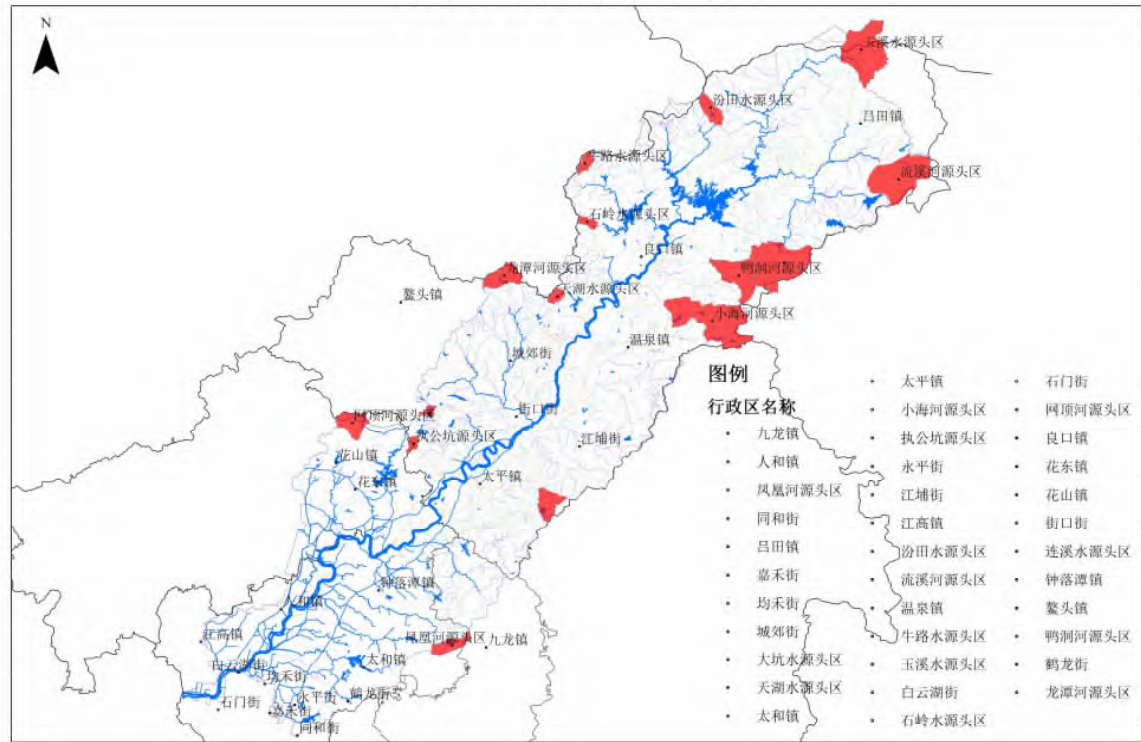 N
玉溪水源头区
汾田水源头区
吕田镇
牛路水源头区
流溪河源头区
石岭水源头区
良口镇
龙潭河源头区
鸭洞河源头区
天湖水源头区
鳌头镇
小海河源头区
温泉镇
城郊街
网顶河源头区
街口街
执公坑源头区
江埔街
花山镇
太平镇
花东镇
钟落潭镇
人和镇
江高镇
凤凰河源头区
九龙镇
白云湖街
太和镇
均禾街
石门街
永平街
鹤龙街
嘉禾街
同和街
图例
行政区名称
九龙镇
人和镇
凤凰河源头区
同和街
吕田镇
嘉禾街
均禾街
城郊街
大坑水源头区
天湖水源头区
太和镇
太平镇
小海河源头区
执公坑源头区
永平街
江埔街
江高镇
汾田水源头区
流溪河源头区
温泉镇
牛路水源头区
玉溪水源头区
白云湖街
石岭水源头区
石门街
网顶河源头区
良口镇
花东镇
花山镇
街口街
连溪水源头区
钟落潭镇
鳌头镇
鸭洞河源头区
鹤龙街
龙潭河源头区